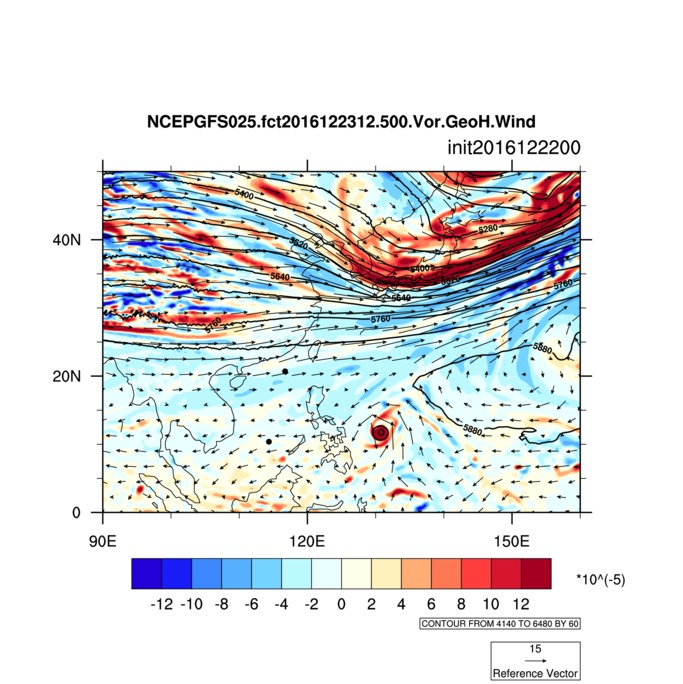 NCEPGFS025.fct2016122312.500.Vor.GeoH.Wind
init2016122200
5400
5280
5520
5400
5640
5520
5640
5760
5760
5760
5880
5880
40N
20N
0
90E 120E 150E
-12 -10 -8 -6 -4 -2 0 2 4 6 8 10 12
*10^(-5)
CONTOUR FROM 4140 TO 6480 BY 60
15
Reference Vector